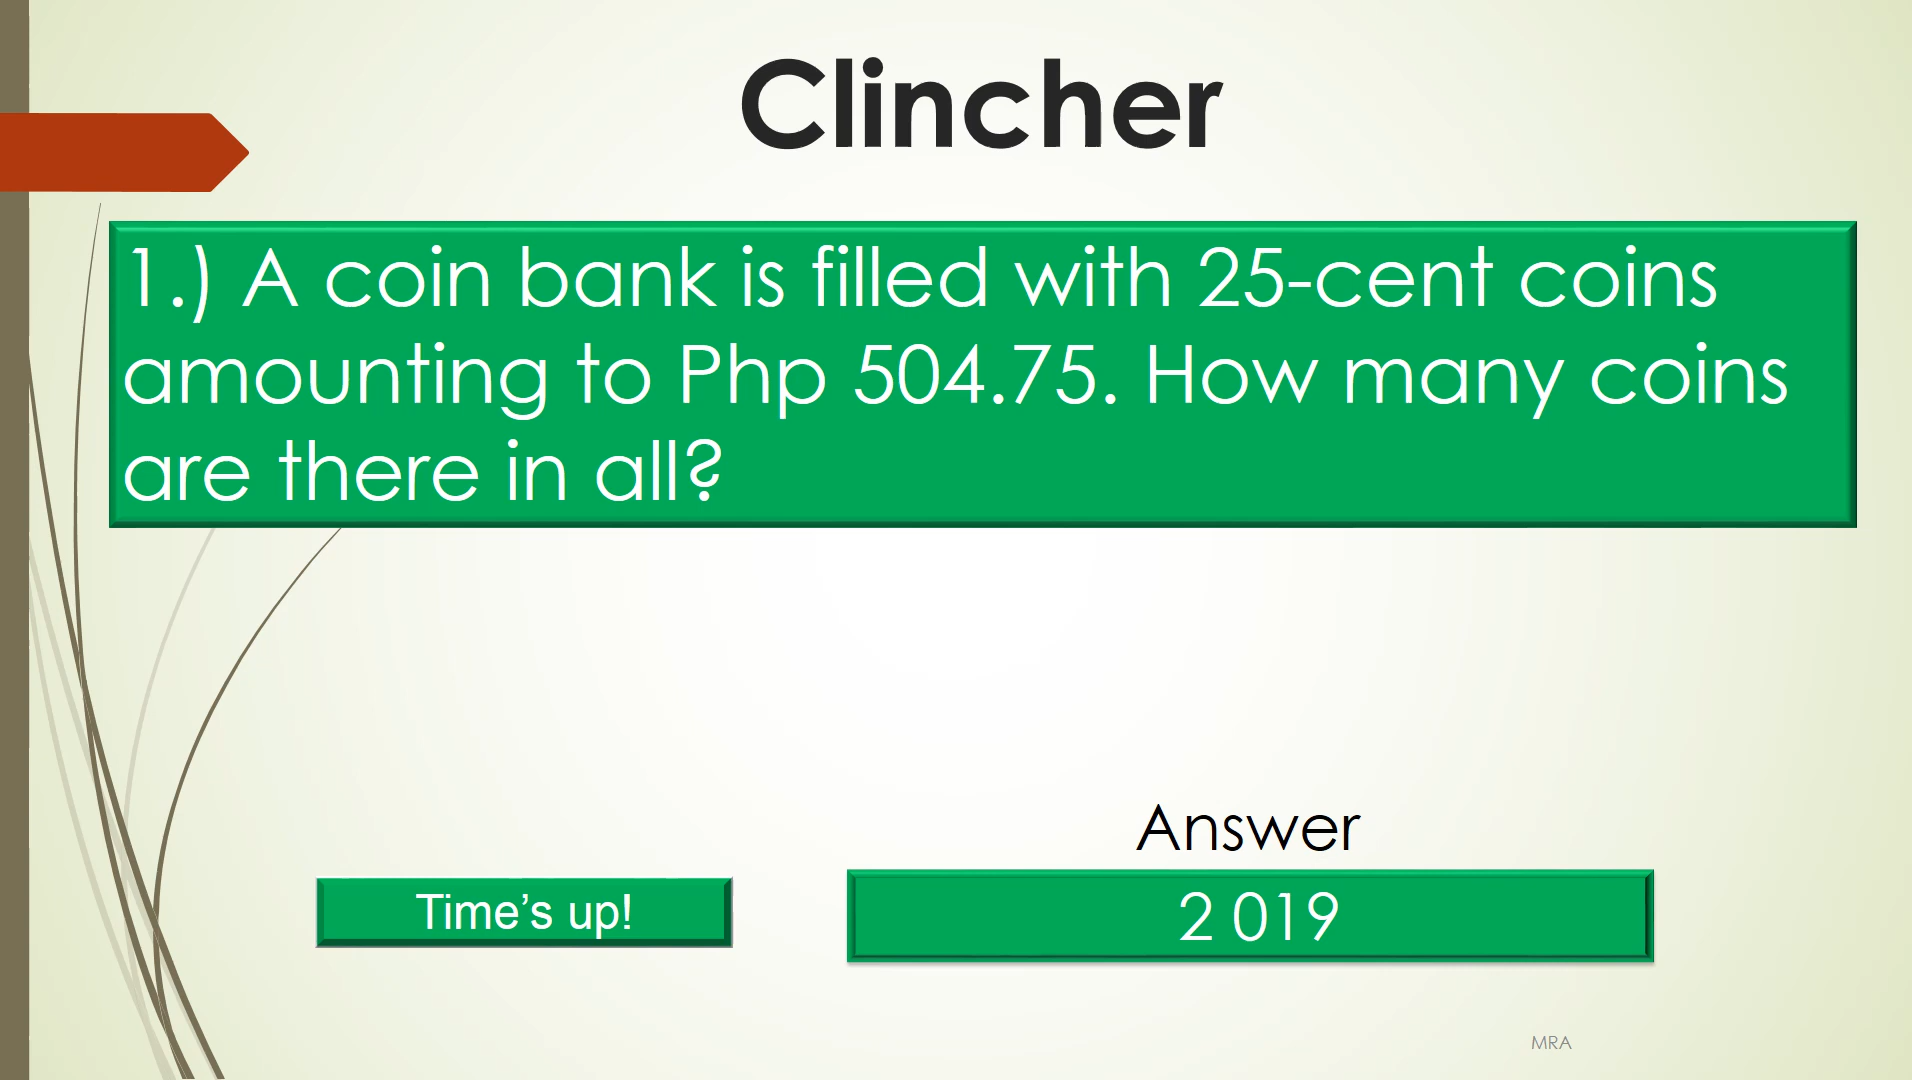 Clincher
1.) A coin bank is filled with 25-cent coins
amounting to Php 504.75. How many coins
are there in all?
Answer
Time’s up!
2 019
MRA